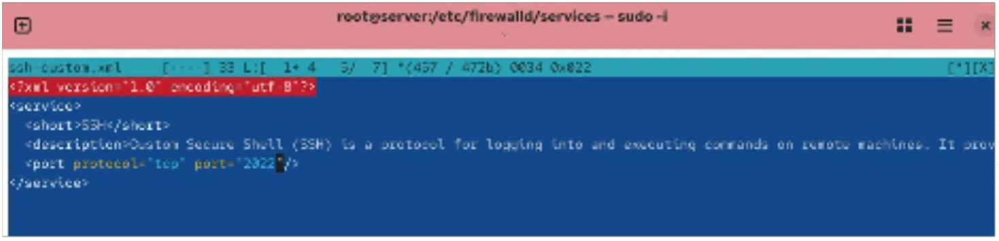 root@server:/etc/firewalld/services — sudo -i
ssh-custom.xml [----] 33 L:[ 1+ 4 5/ 7] *(457 / 472b) 0034 0x022 [*][X]
<?xml version="1.0" encoding="utf-8"?>
<service>
<short>SSH</short>
<description>Custom Secure Shell (SSH) is a protocol for logging into and executing commands on remote machines. It prov
<port protocol="tcp" port="2022"/>
</service>